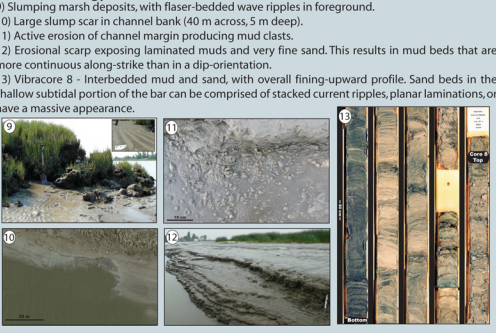 ) Slumping marsh deposits, with flaser-bedded wave ripples in foreground.
0) Large slump scar in channel bank (40 m across, 5 m deep).
1) Active erosion of channel margin producing mud clasts.
2) Erosional scarp exposing laminated muds and very fine sand. This results in mud beds that are
more continuous along-strike than in a dip-orientation.
3) Vibracore 8 - Interbedded mud and sand, with overall fining-upward profile. Sand beds in the
hallow subtidal portion of the bar can be comprised of stacked current ripples, planar laminations, or
have a massive appearance.
9
11
13
Core 8
Top
10
12
Bottom